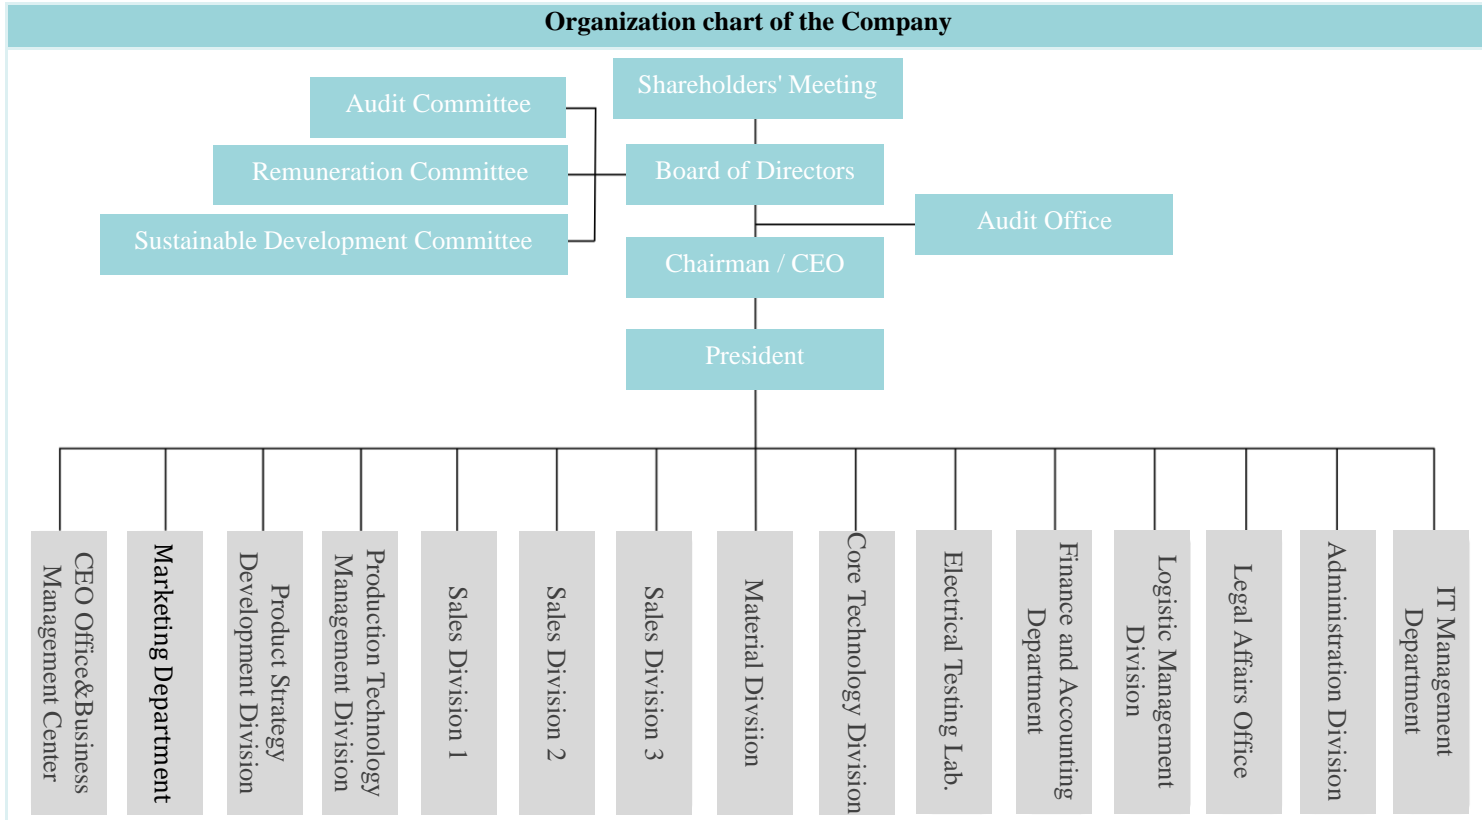 Organization chart of the Company
Shareholders' Meeting
Audit Committee
Remuneration Committee
Board of Directors
Sustainable Development Committee
Audit Office
Chairman / CEO
President
CEO Office&Business
Management Center
Marketing Department
Product Strategy
Development Division
Production Technology
Management Division
Sales Division 1
Sales Division 2
Sales Division 3
Material Divsiion
Core Technology Division
Electrical Testing Lab.
Finance and Accounting
Department
Logistic Management
Division
Legal Affairs Office
Administration Division
IT Management
Department